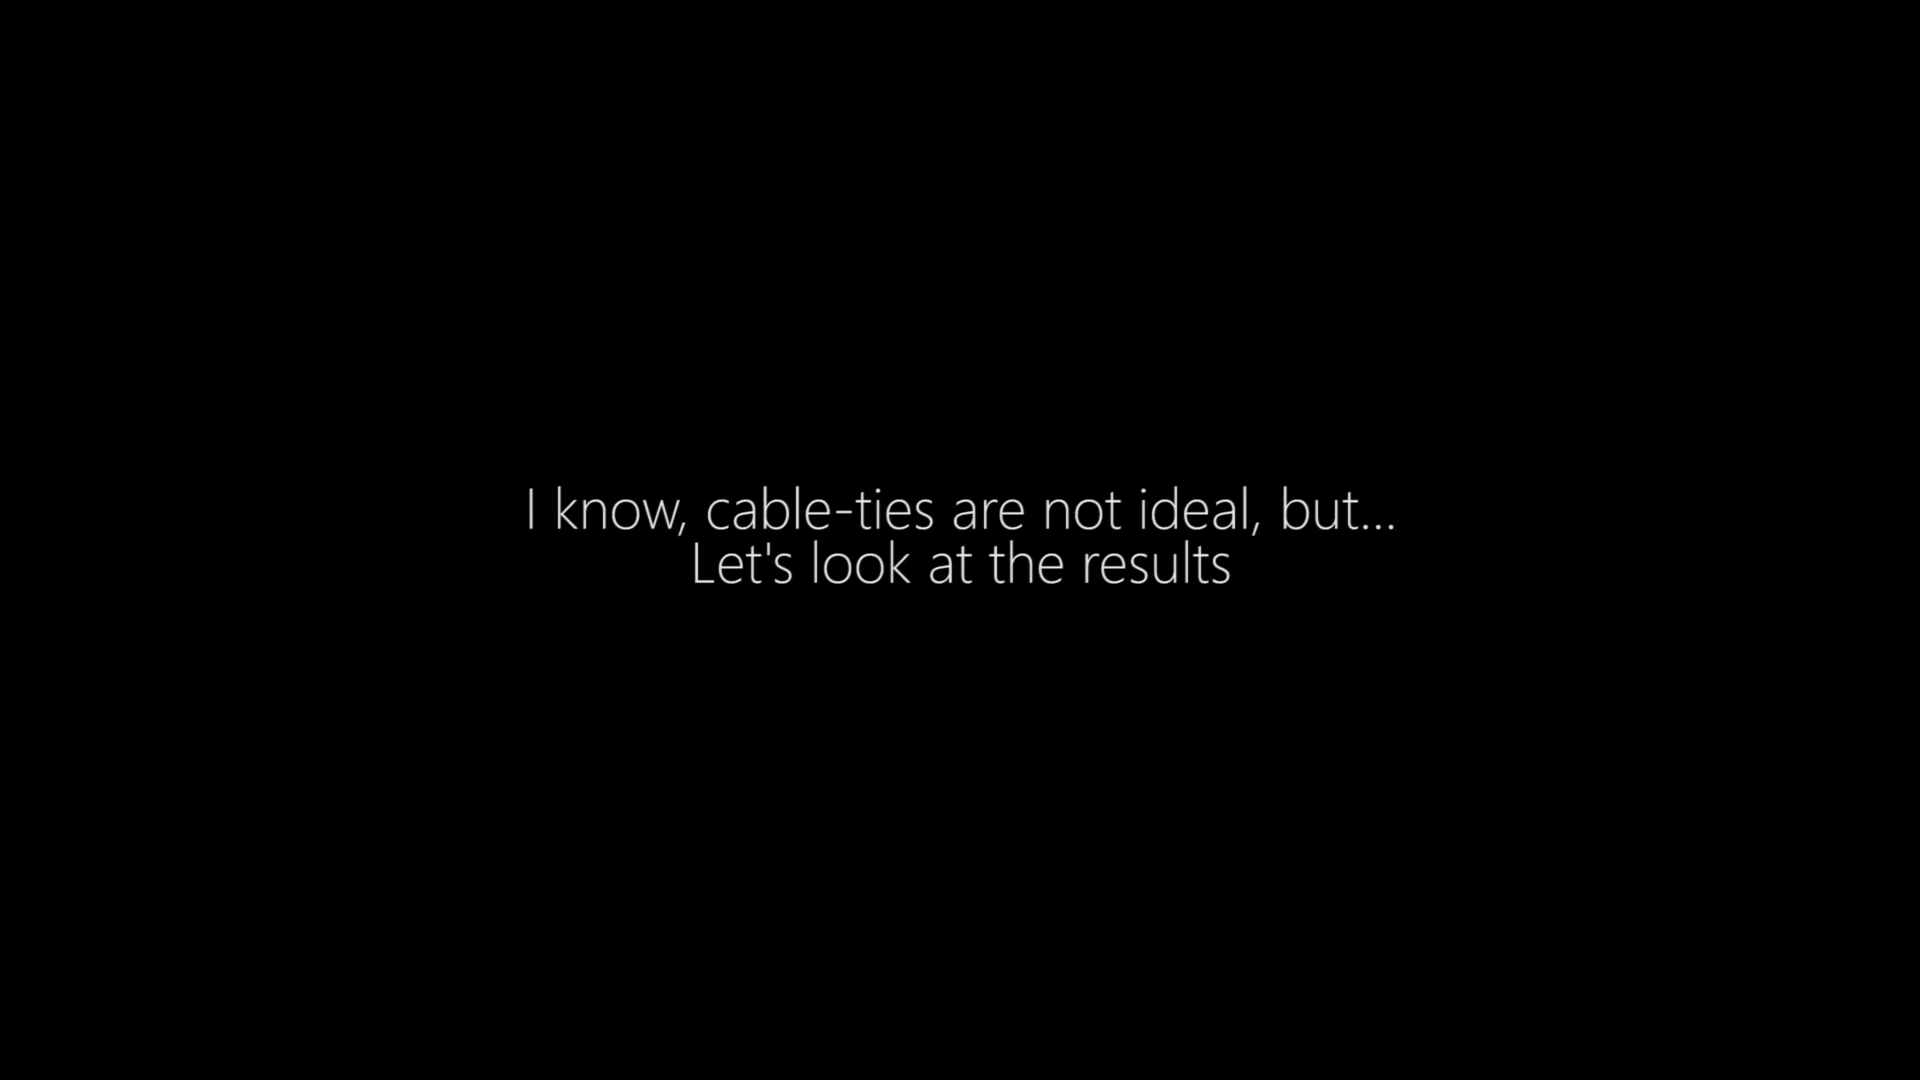 I know, cable-ties are not ideal, but...
Let's look at the results